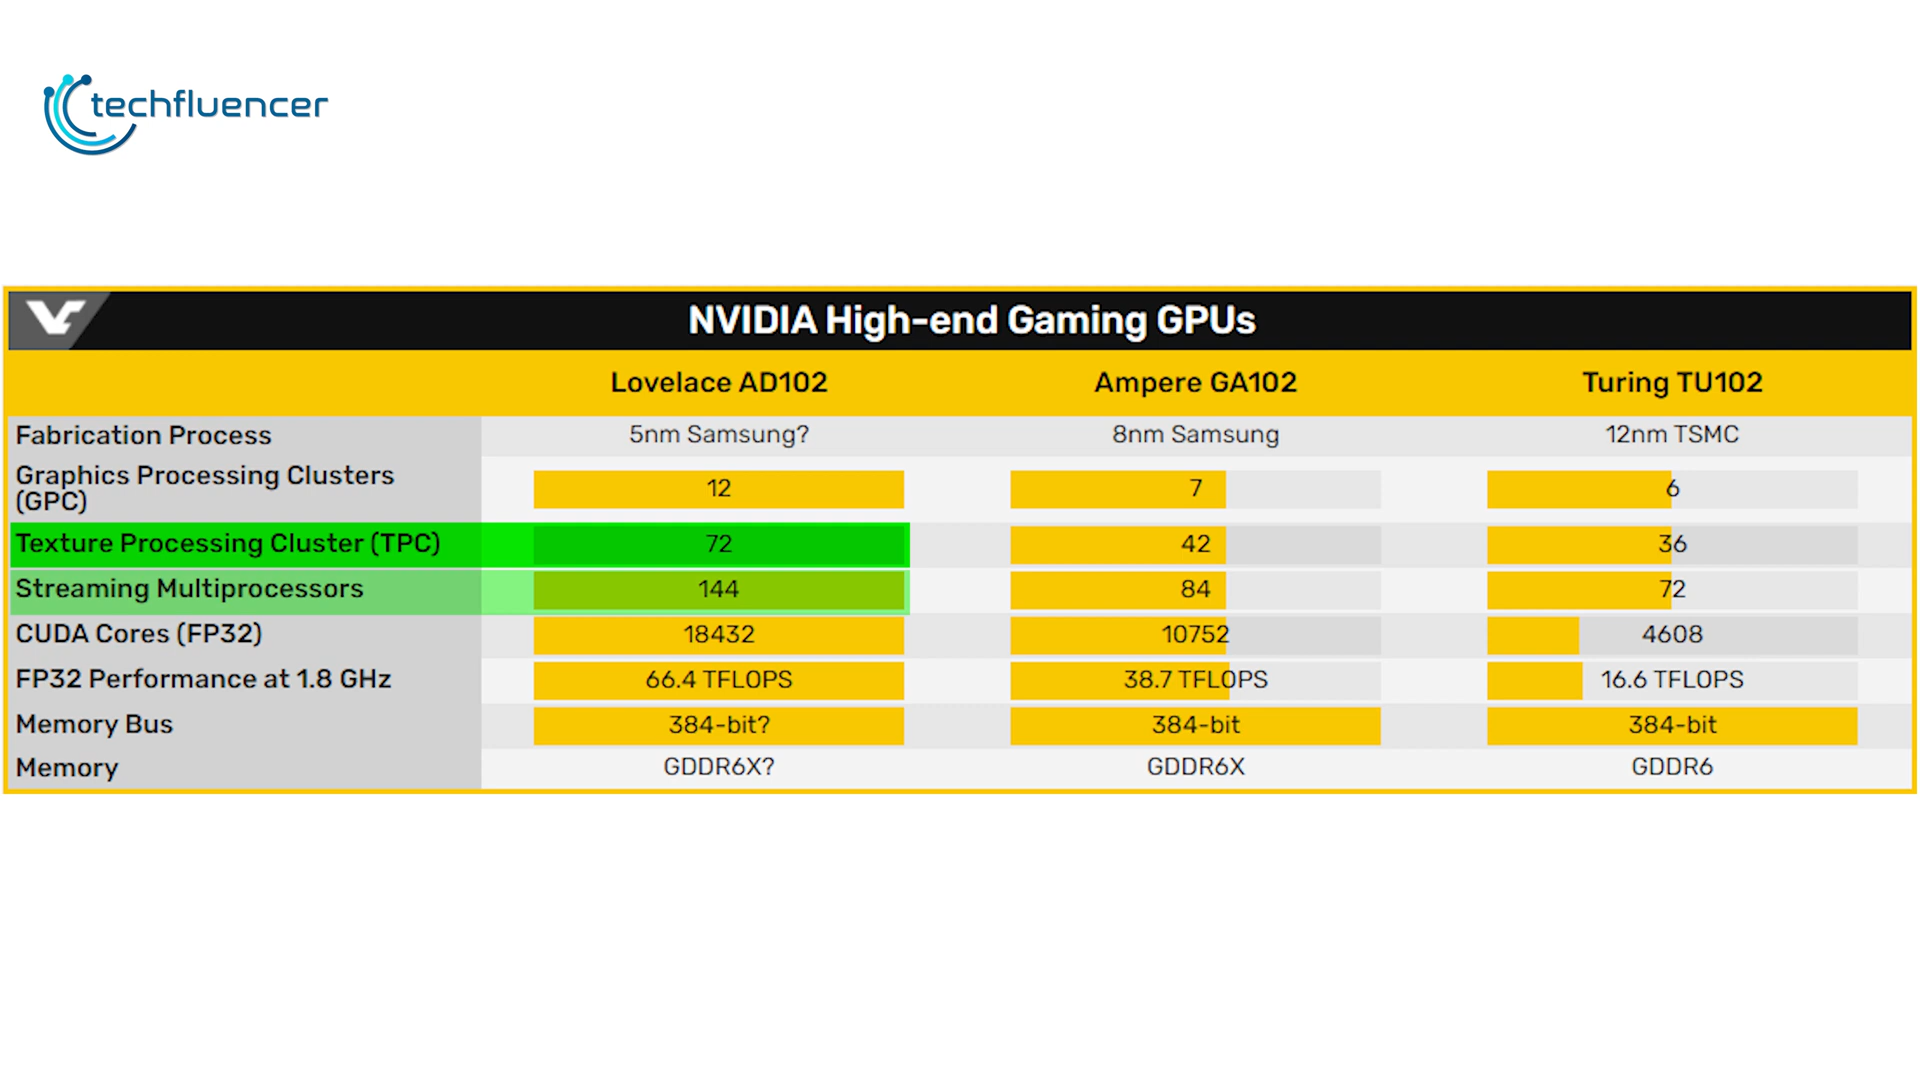 techfluencer
NVIDIA High-end Gaming GPUs
Lovelace AD102 Ampere GA102 Turing TU102
Fabrication Process 5nm Samsung? 8nm Samsung 12nm TSMC
Graphics Processing Clusters
(GPC) 12 7 6
Texture Processing Cluster (TPC) 72 42 36
Streaming Multiprocessors 144 84 72
CUDA Cores (FP32) 18432 10752 4608
FP32 Performance at 1.8 GHz 66.4 TFLOPS 38.7 TFLOPS 16.6 TFLOPS
Memory Bus 384-bit? 384-bit 384-bit
Memory GDDR6X? GDDR6X GDDR6